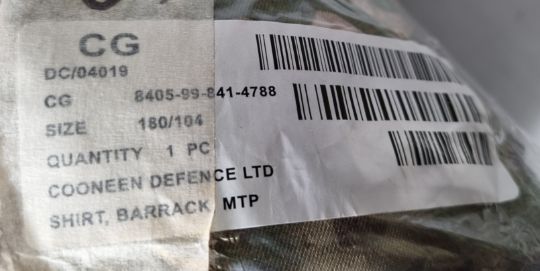 CG
DC/04019
CG 8405-99-841-4788
SIZE 180/104
QUANTITY 1 PC
COONEEN DEFENCE LTD
SHIRT, BARRACK, MTP